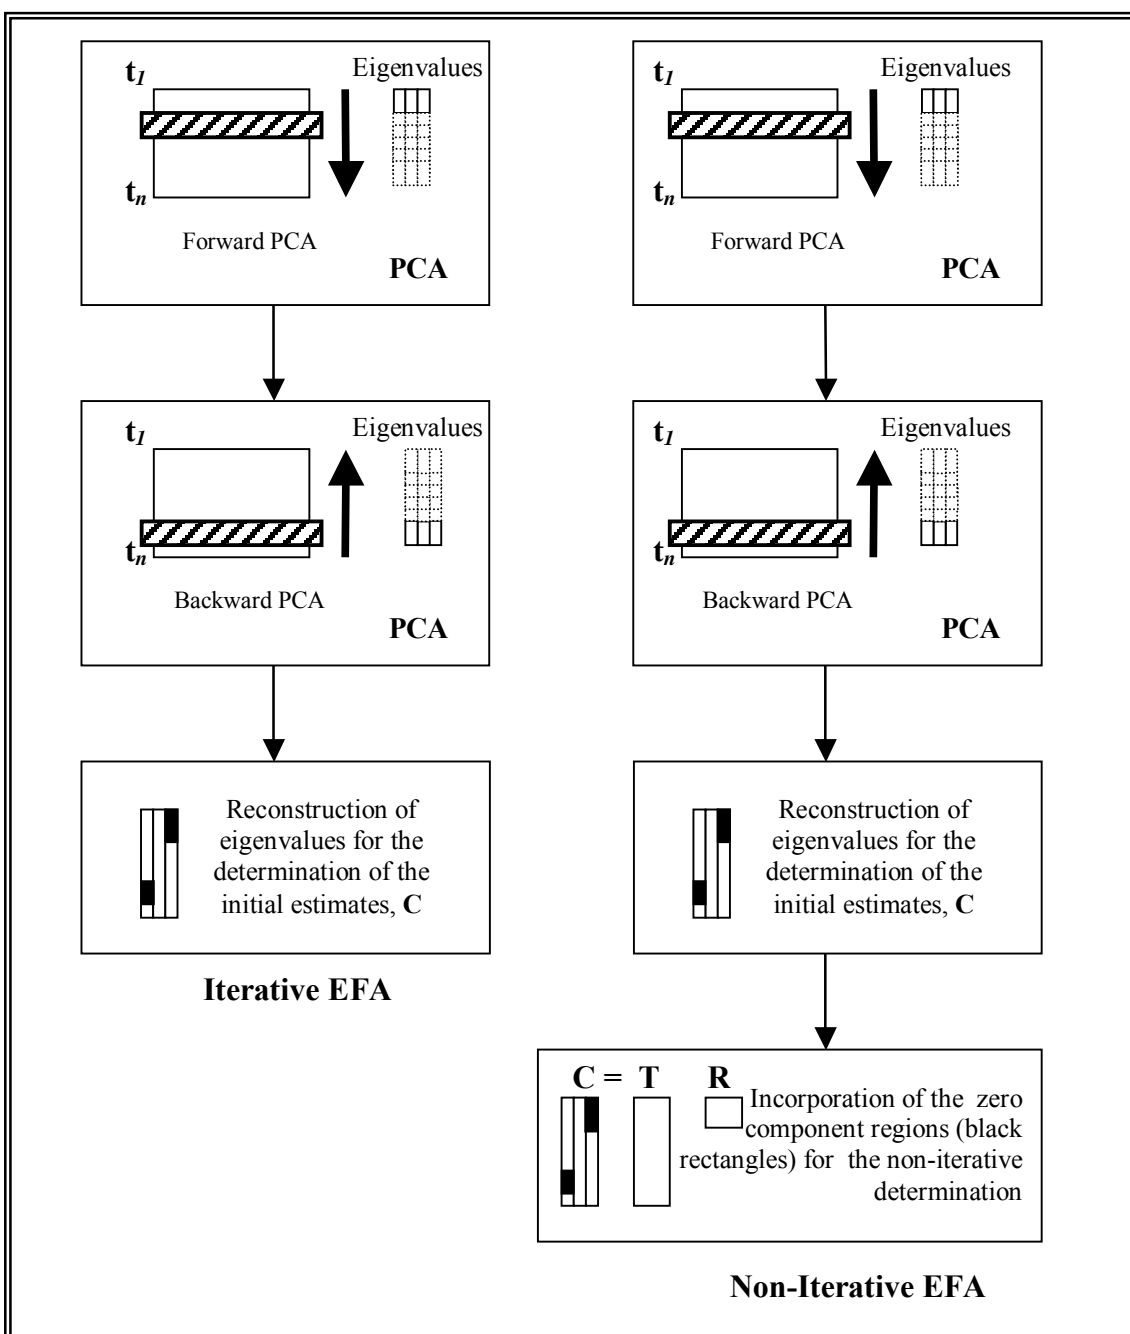 t1
Eigenvalues
tn
Forward PCA
PCA
t1
Eigenvalues
tn
Backward PCA
PCA
Reconstruction of
eigenvalues for the
determination of the
initial estimates, C
Iterative EFA
t1
Eigenvalues
tn
Forward PCA
PCA
t1
Eigenvalues
tn
Backward PCA
PCA
Reconstruction of
eigenvalues for the
determination of the
initial estimates, C
C = T R
Incorporation of the zero
component regions (black
rectangles) for the non-iterative
determination
Non-Iterative EFA